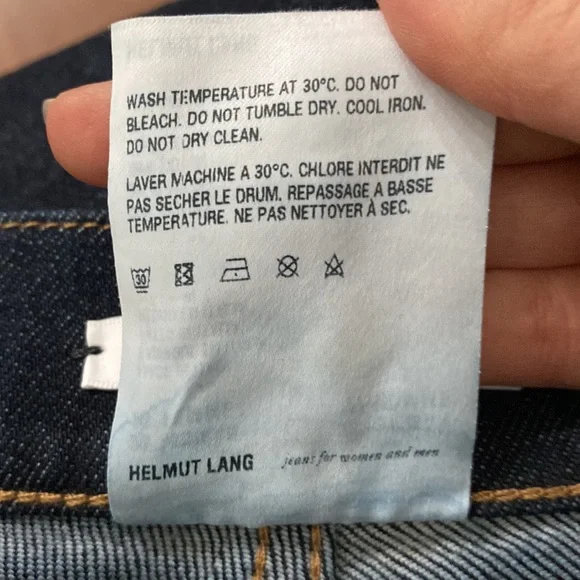 WASH TEMPERATURE AT 30°C. DO NOT
BLEACH. DO NOT TUMBLE DRY. COOL IRON.
DO NOT DRY CLEAN.
LAVER MACHINE A 30°C. CHLORE INTERDIT NE
PAS SECHER LE DRUM. REPASSAGE A BASSE
TEMPERATURE. NE PAS NETTOYER À SEC.
30
HELMUT LANG jeans for women and men